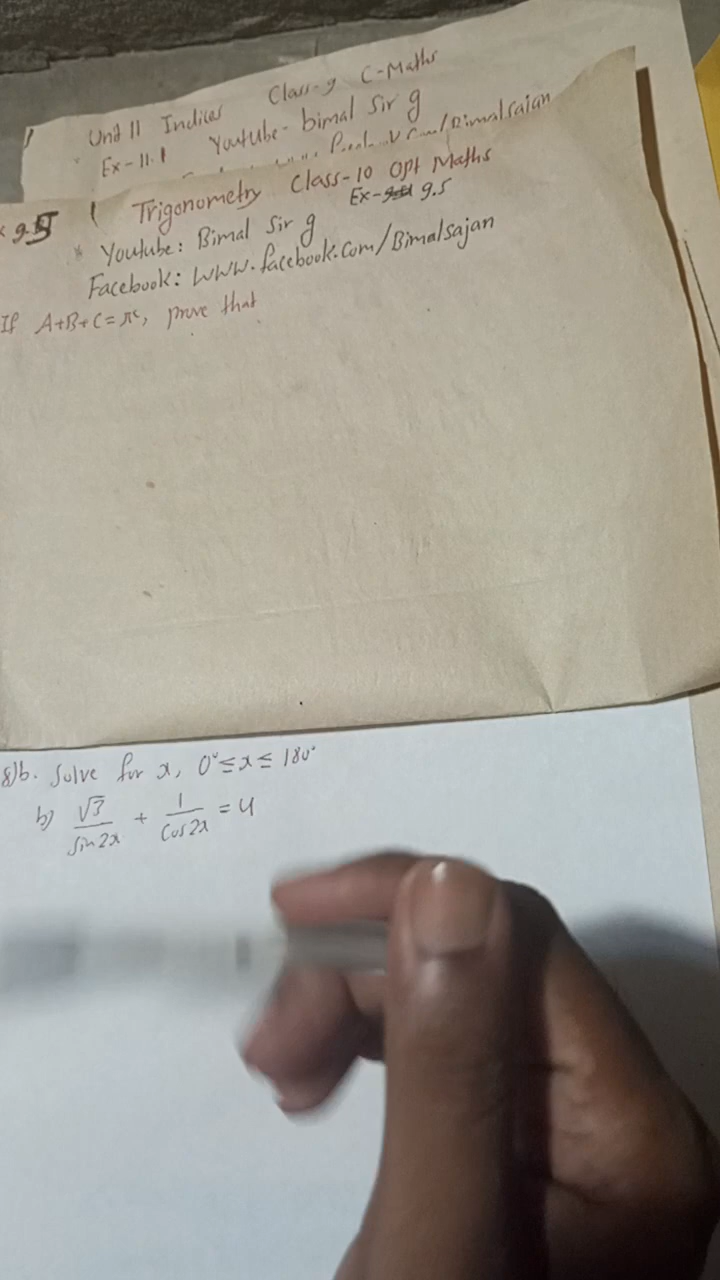 Unit 11 Indices Class-9 C-Maths
Ex-11.1 Youtube- bimal Sir g
x 9.5 Trigonometry Class-10 Opt Maths
Ex- 9.5
* Youtube: Bimal Sir g
Facebook: WWW.facebook.Com/Bimalsajan
If A+B+C=πᶜ, prove that
8)b. Solve for x, 0°≤x≤180°
b) √3/Sin2x + 1/Cos2x = 4